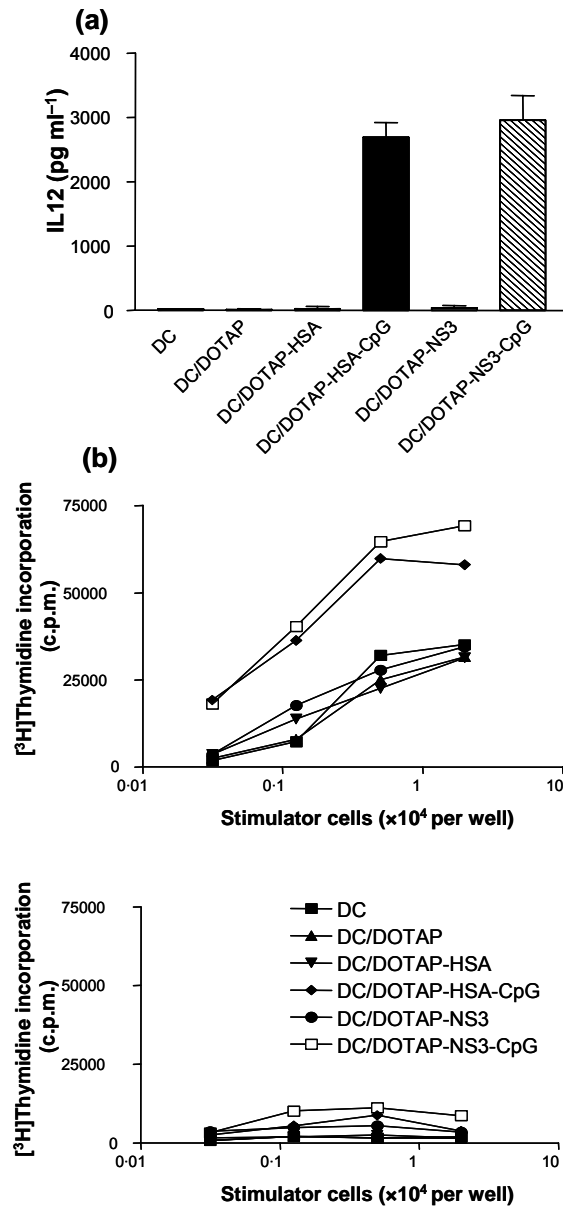 (a)
IL12 (pg ml⁻¹)
4000
3000
2000
1000
0
DC
DC/DOTAP
DC/DOTAP-HSA
DC/DOTAP-HSA-CpG
DC/DOTAP-NS3
DC/DOTAP-NS3-CpG
(b)
[³H]Thymidine incorporation
(c.p.m.)
75000
50000
25000
0
0·01
0·1
1
10
Stimulator cells (×10⁴ per well)
[³H]Thymidine incorporation
(c.p.m.)
75000
50000
25000
0
DC
DC/DOTAP
DC/DOTAP-HSA
DC/DOTAP-HSA-CpG
DC/DOTAP-NS3
DC/DOTAP-NS3-CpG
0·01
0·1
1
10
Stimulator cells (×10⁴ per well)